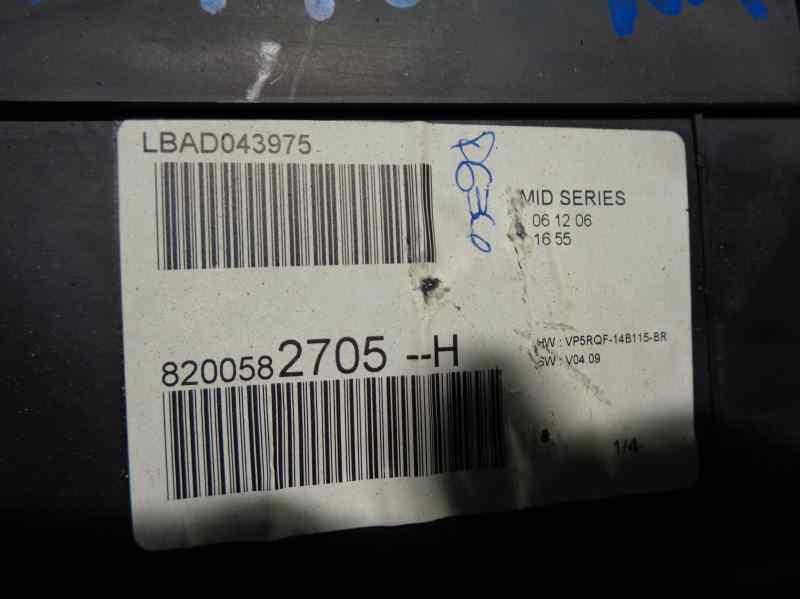 LBAD043975
MID SERIES
06 12 06
16 55
8200582705 --H
HW : VP5RQF-14B115-BR
SW : V04.09
1/4